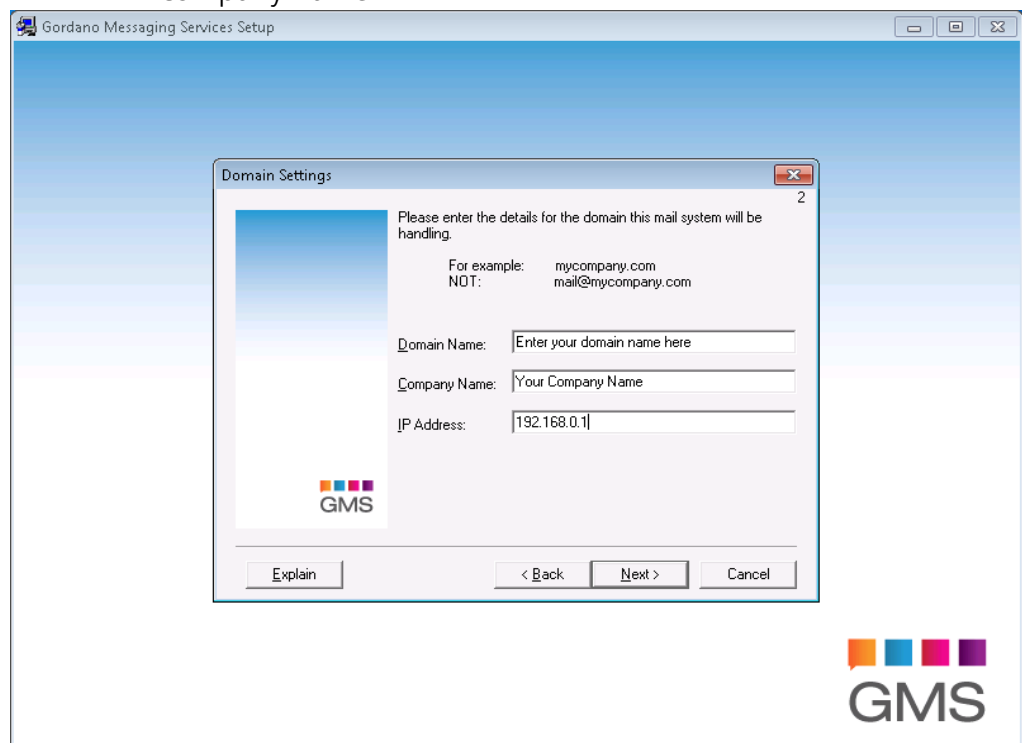 Gordano Messaging Services Setup
Domain Settings
2
Please enter the details for the domain this mail system will be
handling.
For example: mycompany.com
NOT: mail@mycompany.com
Domain Name: Enter your domain name here
Company Name: Your Company Name
IP Address: 192.168.0.1
GMS
Explain < Back Next > Cancel
GMS